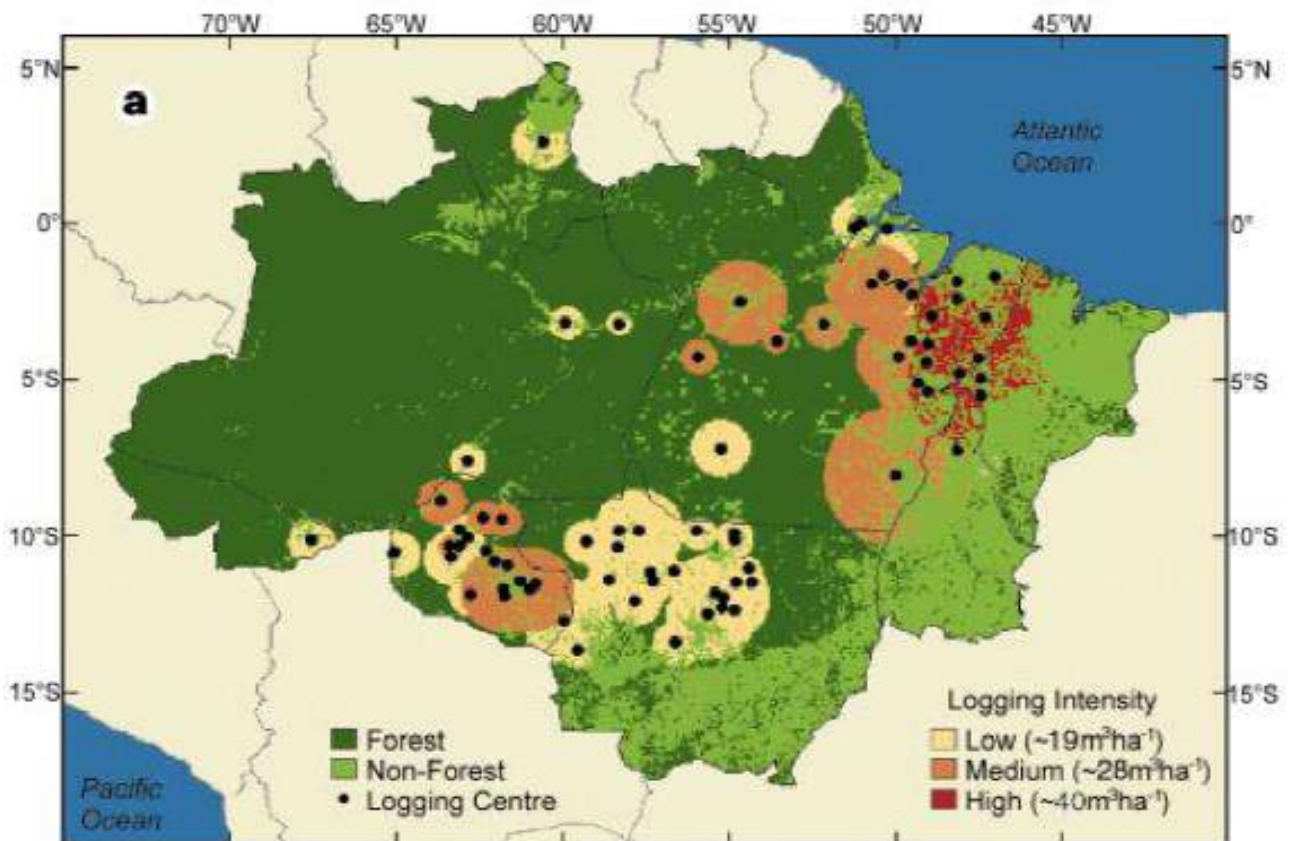 70°W 65°W 60°W 55°W 50°W 45°W
5°N 5°N
a
Atlantic
Ocean
0° 0°
5°S 5°S
10°S 10°S
15°S 15°S
Logging Intensity
Forest Low (~19m³ha⁻¹)
Non-Forest Medium (~28m³ha⁻¹)
Logging Centre High (~40m³ha⁻¹)
Pacific
Ocean